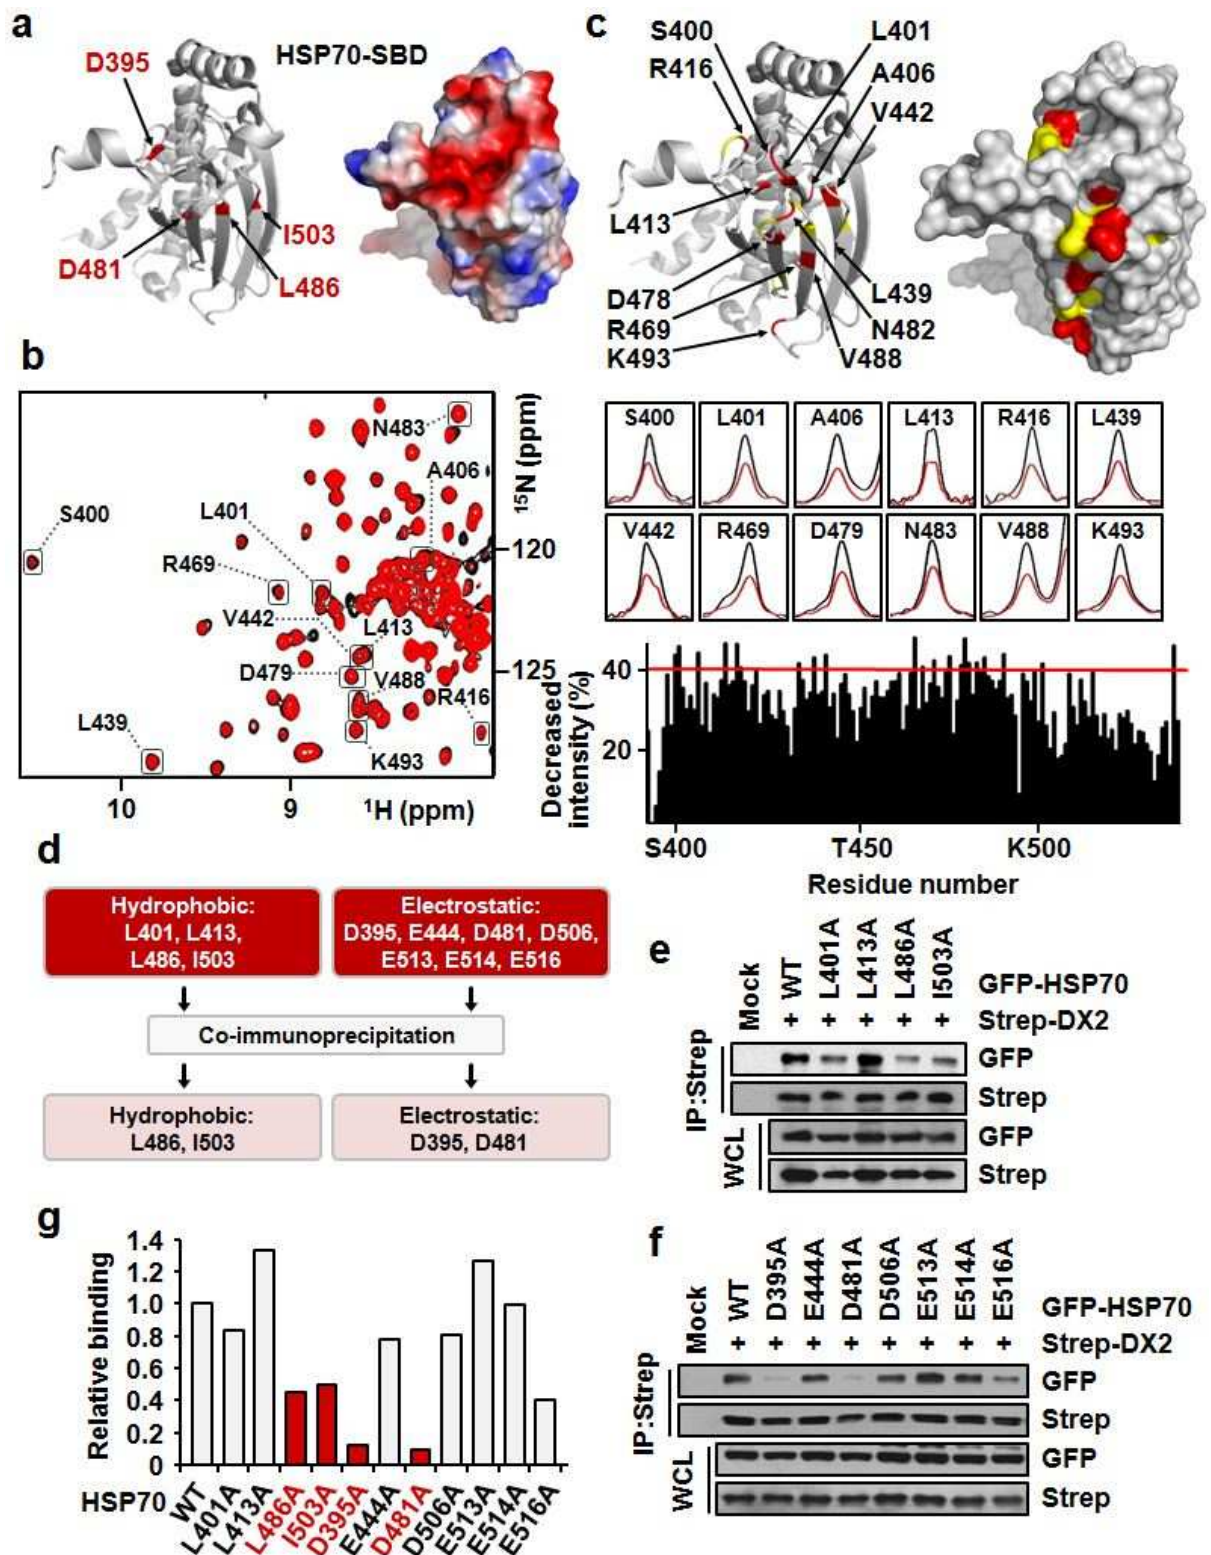 a
HSP70-SBD
D395
D481
I503
L486
c
S400
R416
L401
A406
V442
L413
D478
R469
K493
L439
N482
V488
b
N483
A406
S400
L401
R469
V442
L413
D479
V488
R416
L439
K493
15N (ppm)
120
125
10
9
1H (ppm)
S400 L401 A406 L413 R416 L439
V442 R469 D479 N483 V488 K493
Decreased
intensity (%)
40
20
S400 T450 K500
Residue number
d
Hydrophobic:
L401, L413,
L486, I503
Electrostatic:
D395, E444, D481, D506,
E513, E514, E516
Co-immunoprecipitation
Hydrophobic:
L486, I503
Electrostatic:
D395, D481
e
Mock
WT
L401A
L413A
L486A
I503A
GFP-HSP70
+ + + + + Strep-DX2
IP:Strep
GFP
Strep
WCL
GFP
Strep
g
Relative binding
1.4
1.2
1.0
0.8
0.6
0.4
0.2
0
HSP70
WT
L401A
L413A
L486A
I503A
D395A
E444A
D481A
D506A
E513A
E514A
E516A
f
Mock
WT
D395A
E444A
D481A
D506A
E513A
E514A
E516A
GFP-HSP70
+ + + + + + + + Strep-DX2
IP:Strep
GFP
Strep
WCL
GFP
Strep